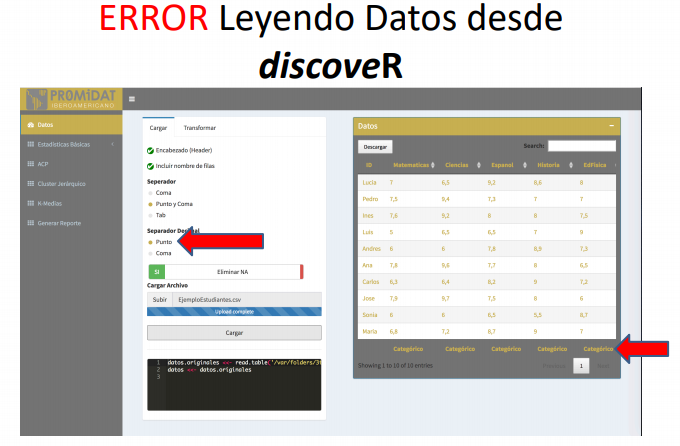 ERROR Leyendo Datos desde
discoveR
PROMiDAT
IBEROAMERICANO
Datos
Estadísticas Básicas
ACP
Cluster Jerárquico
K-Medias
Generar Reporte
Cargar Transformar
Encabezado (Header)
Incluir nombre de filas
Seperador
Coma
Punto y Coma
Tab
Separador
Punto
Coma
SI Eliminar NA
Cargar Archivo
Subir EjemploEstudiantes.csv
Upload complete
Cargar
1 datos.originales <<- read.table('/var/folders/
2 datos <<- datos.originales
3
Datos
Descargar Search:
ID Matematicas Ciencias Espanol Historia EdFisica
Lucia 7 6,5 9,2 8,6 8
Pedro 7,5 9,4 7,3 7 7
Ines 7,6 9,2 8 8 7,5
Luis 5 6,5 6,5 7 9
Andres 6 6 7,8 8,9 7,3
Ana 7,8 9,6 7,7 8 6,5
Carlos 6,3 6,4 8,2 9 7,2
Jose 7,9 9,7 7,5 8 6
Sonia 6 6 6,5 5,5 8,7
Maria 6,8 7,2 8,7 9 7
Categórico Categórico Categórico Categórico Categórico
Showing 1 to 10 of 10 entries Previous 1 Next